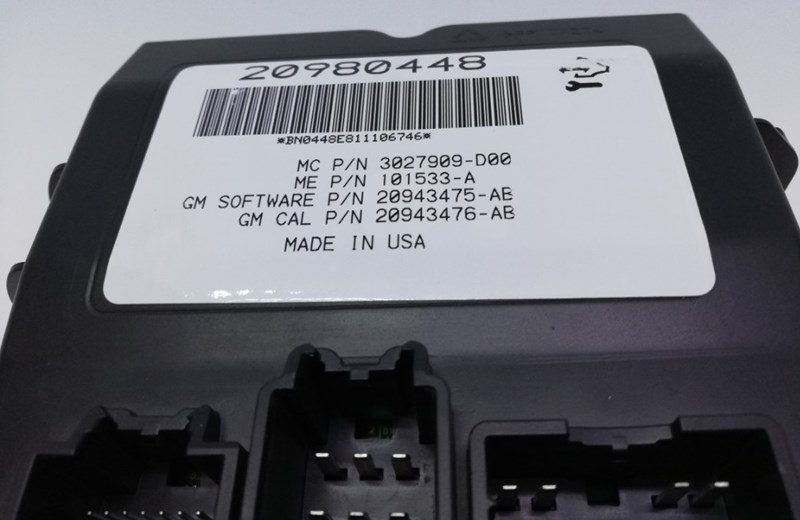 20980448
*BN0448E811106746*
MC P/N 3027909-D00
ME P/N 101533-A
GM SOFTWARE P/N 20943475-AB
GM CAL P/N 20943476-AB
MADE IN USA